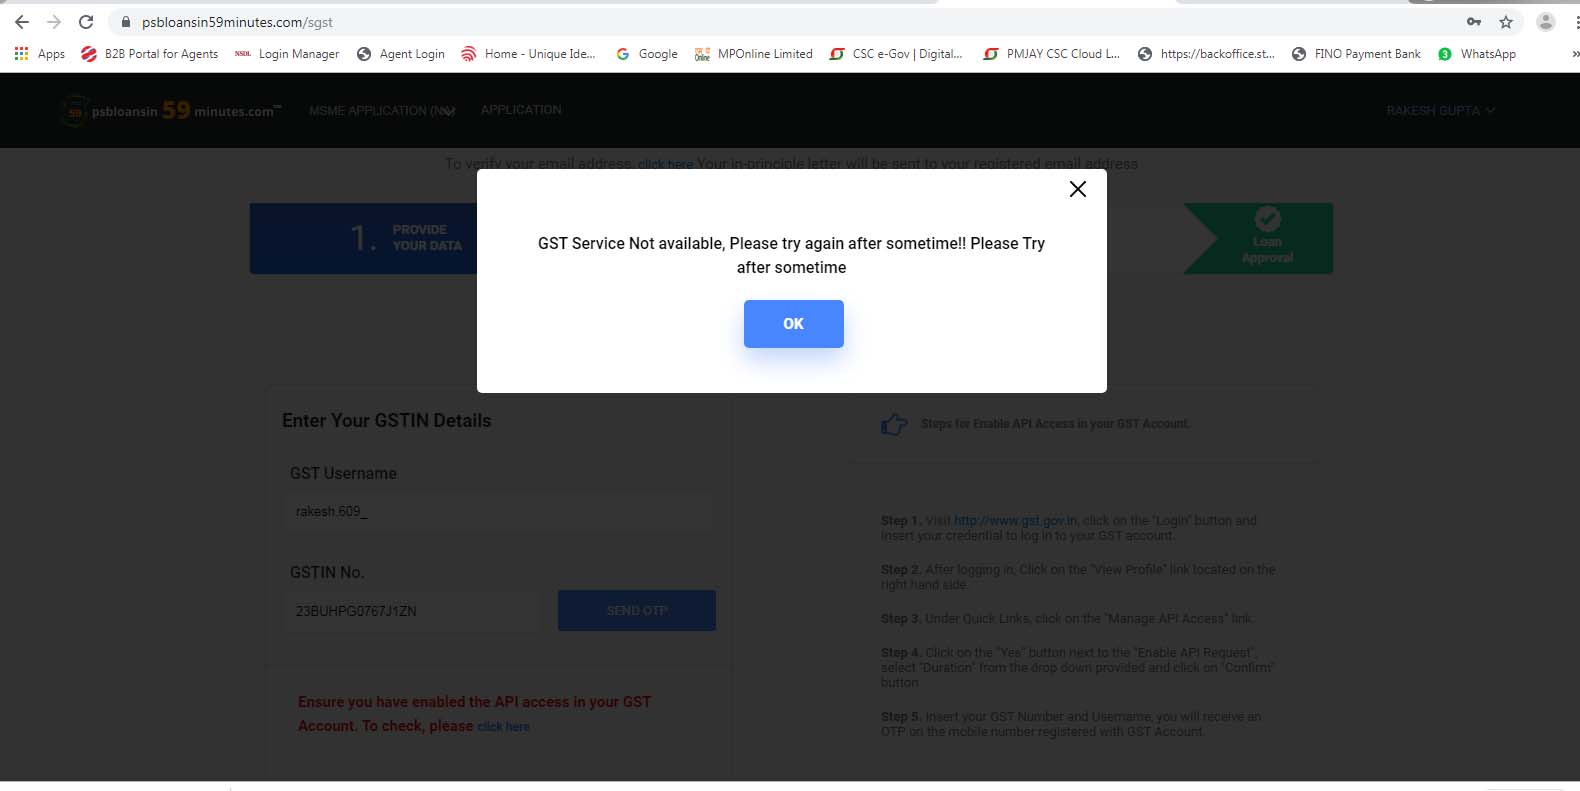 psbloansin59minutes.com/sgst
Apps B2B Portal for Agents NSDL Login Manager Agent Login Home - Unique Ide... Google MPOnline Limited CSC e-Gov | Digital... PMJAY CSC Cloud L... https://backoffice.st... FINO Payment Bank 3 WhatsApp »
59 psbloansin 59 minutes.com MSME APPLICATION APPLICATION RAKESH GUPTA
To verify your email address, click here Your in-principle letter will be sent to your registered email address
GST Service Not available, Please try again after sometime!! Please Try
after sometime
OK
1. PROVIDE
YOUR DATA
Loan
Approval
Enter Your GSTIN Details
GST Username
rakesh.609_
GSTIN No.
23BUHPG0767J1ZN SEND OTP
Ensure you have enabled the API access in your GST
Account. To check, please click here
Steps for Enable API Access in your GST Account.
Step 1. Visit http://www.gst.gov.in, click on the "Login" button and
insert your credential to log in to your GST account.
Step 2. After logging in, Click on the "View Profile" link located on the
right hand side.
Step 3. Under Quick Links, click on the "Manage API Access" link.
Step 4. Click on the "Yes" button next to the "Enable API Request",
select "Duration" from the drop down provided and click on "Confirm"
button.
Step 5. Insert your GST Number and Username, you will receive an
OTP on the mobile number registered with GST Account.